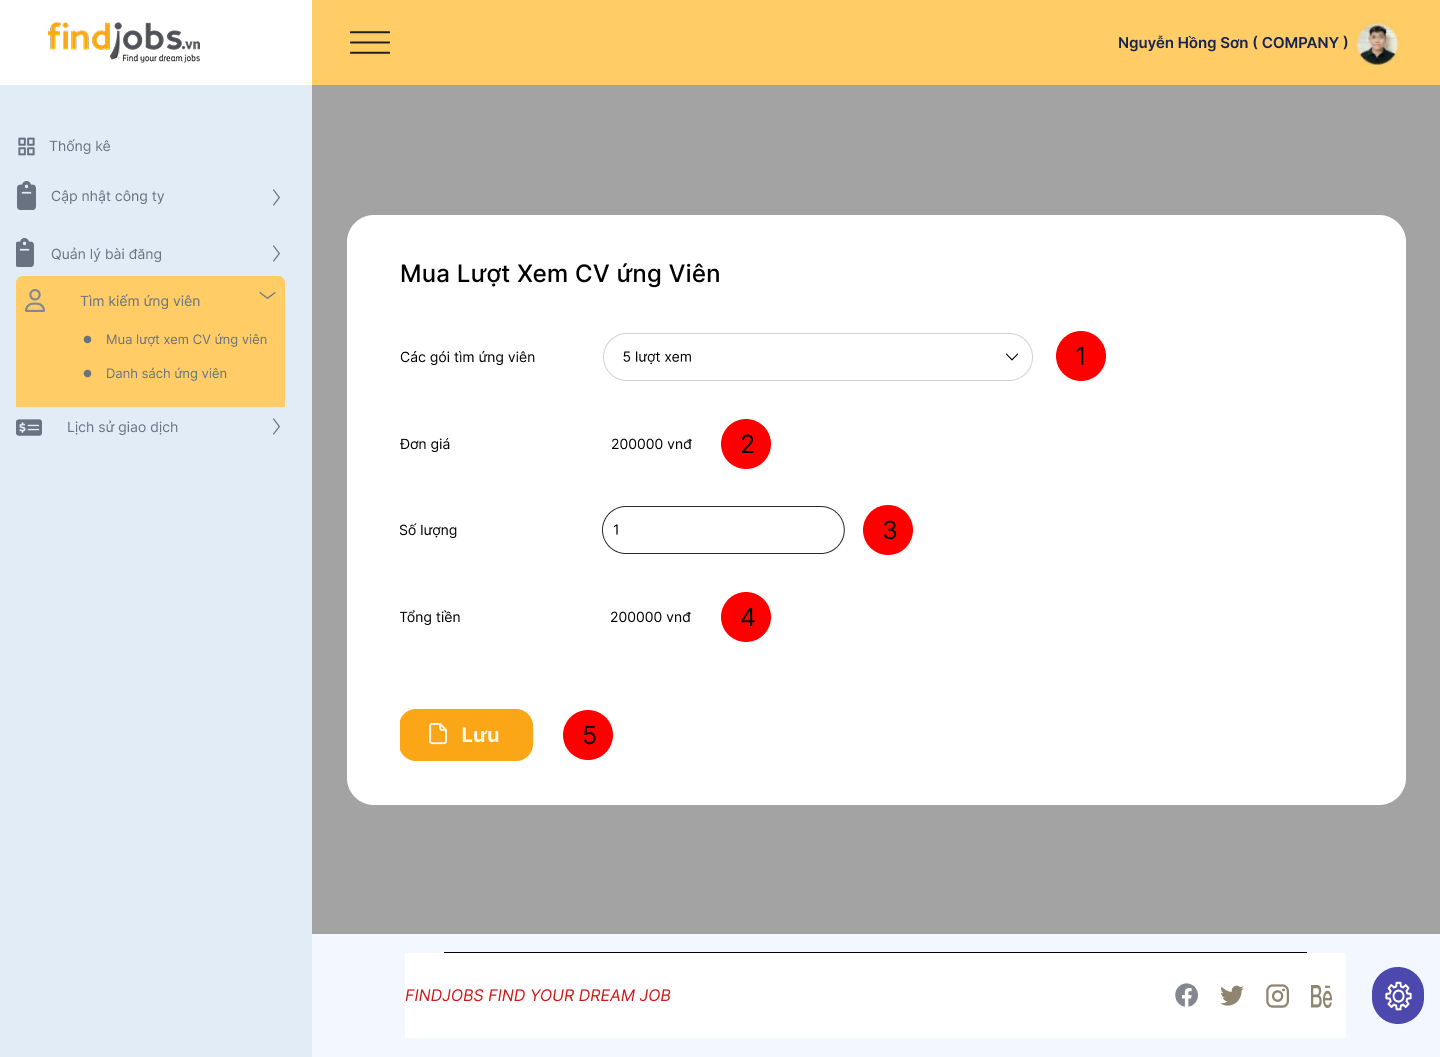 findjobs.vn
Find your dream jobs
Nguyễn Hồng Sơn ( COMPANY )
Thống kê
Cập nhật công ty
Quản lý bài đăng
Tìm kiếm ứng viên
Mua lượt xem CV ứng viên
Danh sách ứng viên
Lịch sử giao dịch
Mua Lượt Xem CV ứng Viên
Các gói tìm ứng viên 5 lượt xem 1
Đơn giá 200000 vnđ 2
Số lượng 1 3
Tổng tiền 200000 vnđ 4
Lưu 5
FINDJOBS FIND YOUR DREAM JOB